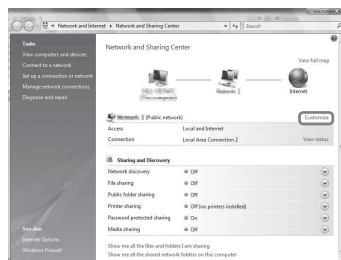 « Network and Internet ▸ Network and Sharing Center
Search
Tasks
View computers and devices
Connect to a network
Set up a connection or network
Manage network connections
Diagnose and repair
See also
Internet Options
Windows Firewall
Network and Sharing Center
View full map
Internet
(Public network)
Customize
Access Local and Internet
Connection Local Area Connection 2 View status
Sharing and Discovery
Network discovery Off
File sharing Off
Public folder sharing Off
Printer sharing Off (no printers installed)
Password protected sharing On
Media sharing Off
Show me all the files and folders I am sharing
Show me all the shared network folders on this computer